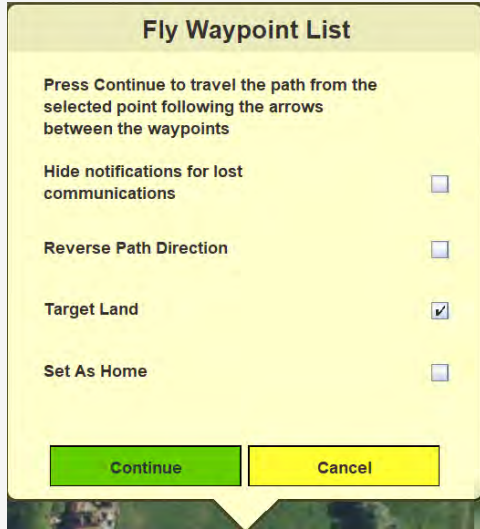 Fly Waypoint List
Press Continue to travel the path from the
selected point following the arrows
between the waypoints
Hide notifications for lost
communications
Reverse Path Direction
Target Land
Set As Home
Continue
Cancel